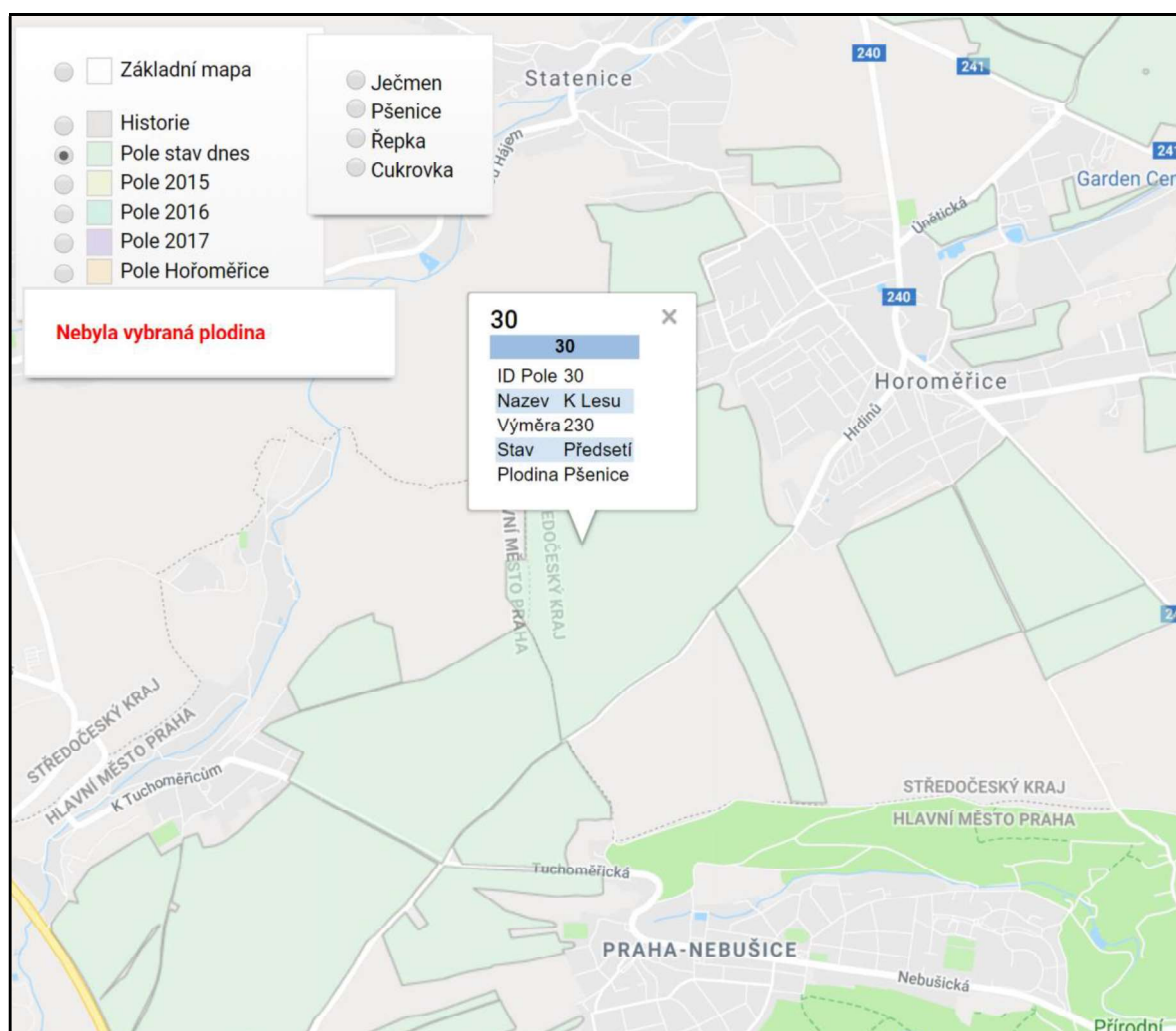 Základní mapa
Historie
Pole stav dnes
Pole 2015
Pole 2016
Pole 2017
Pole Hořoměřice
Ječmen
Pšenice
Řepka
Cukrovka
Nebyla vybraná plodina
30
30
ID Pole 30
Nazev K Lesu
Výměra 230
Stav Předsetí
Plodina Pšenice
Statenice
Hájem
240
241
241
Garden Cen
Únětická
240
Horoměřice
Hrdinů
HLAVNÍ MĚSTO PRAHA
STŘEDOČESKÝ KRAJ
STŘEDOČESKÝ KRAJ
HLAVNÍ MĚSTO PRAHA
K Tuchoměřicům
STŘEDOČESKÝ KRAJ
HLAVNÍ MĚSTO PRAHA
Tuchoměřická
PRAHA-NEBUŠICE
Nebušická
Přírodní